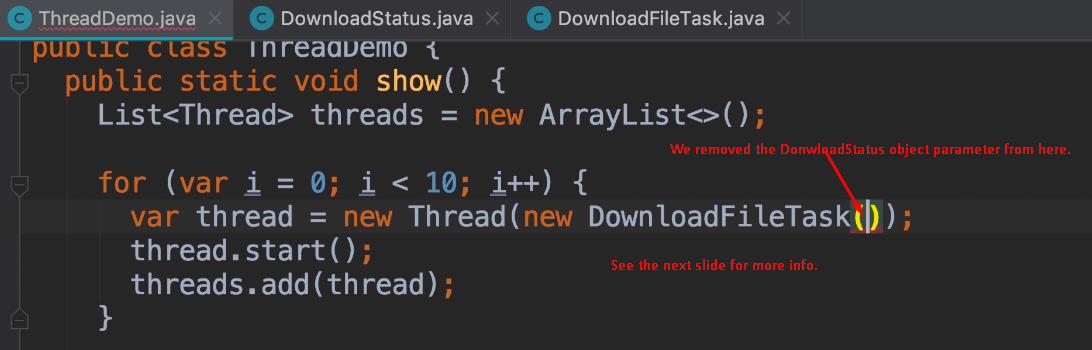 ThreadDemo.java DownloadStatus.java DownloadFileTask.java
public class ThreadDemo {
public static void show() {
List<Thread> threads = new ArrayList<>();
We removed the DonwloadStatus object parameter from here.
for (var i = 0; i < 10; i++) {
var thread = new Thread(new DownloadFileTask());
thread.start();
See the next slide for more info.
threads.add(thread);
}